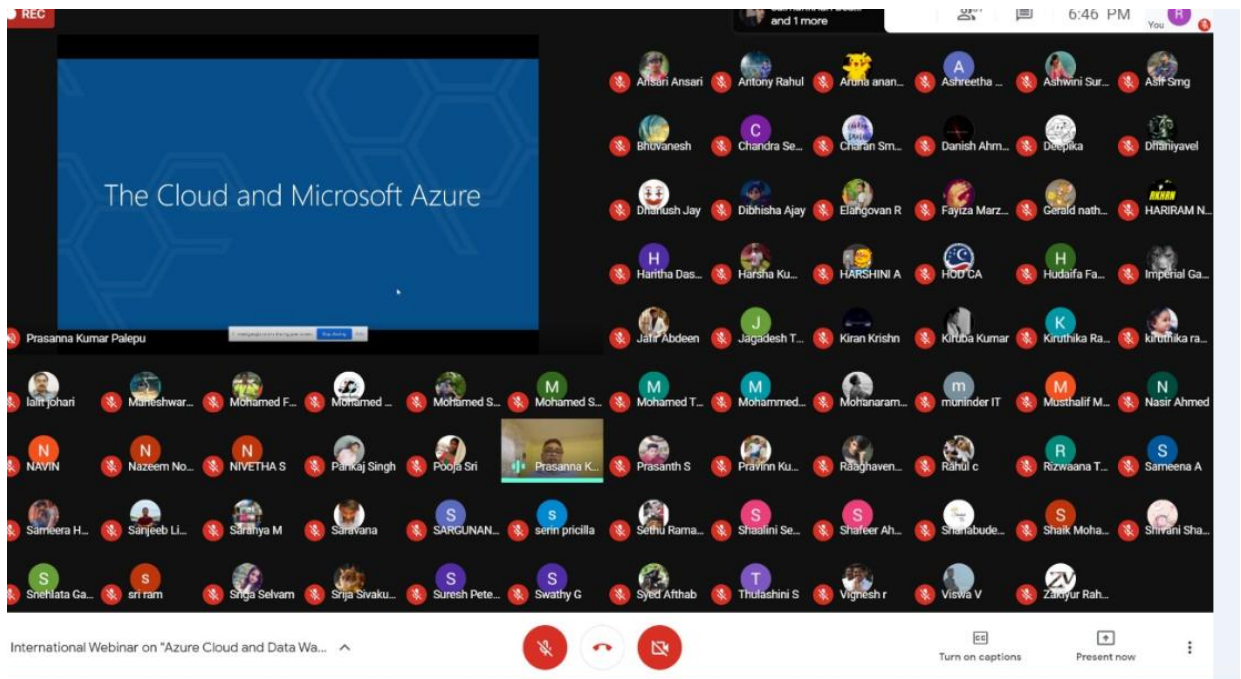 REC
and 1 more
6:46 PM
You
R
The Cloud and Microsoft Azure
Prasanna Kumar Palepu
Ansari Ansari
Antony Rahul
Aruna anan...
A
Ashreetha ...
Ashwini Sur...
Asif Smg
Bhuvanesh
C
Chandra Se...
Charan Sm...
Danish Ahm...
Deepika
Dhaniyavel
Dhanush Jay
Dibhisha Ajay
Elangovan R
Fayiza Marz...
Gerald nath...
HARIRAM N...
H
Haritha Das...
Harsha Ku...
HARSHINI A
HOD CA
H
Hudaifa Fa...
Imperial Ga...
Jafir Abdeen
J
Jagadesh T...
Kiran Krishn
Kiruba Kumar
K
Kiruthika Ra...
kiruthika ra...
lalit johari
Maheshwar...
Mohamed F...
Mohamed ...
Mohamed S...
M
Mohamed S...
M
Mohamed T...
M
Mohammed...
Mohanaram...
m
muninder IT
M
Musthalif M...
N
Nasir Ahmed
N
NAVIN
N
Nazeem No...
N
NIVETHA S
Pankaj Singh
Pooja Sri
Prasanna K...
Prasanth S
Pravinn Ku...
Raaghaven...
Rahul c
R
Rizwaana T...
S
Sameena A
Sameera H...
Sanjeeb Li...
Saranya M
Saravana
S
SARGUNAN...
s
serin pricilla
Sethu Rama...
S
Shaalini Se...
S
Shafeer Ah...
Shahabude...
S
Shaik Moha...
Shivani Sha...
S
Snehlata Ga...
s
sri ram
Sriga Selvam
Srija Sivaku...
S
Suresh Pete...
S
Swathy G
Syed Afthab
T
Thulashini S
Vignesh r
Viswa V
ZV
Zakiyur Rah...
International Webinar on "Azure Cloud and Data Wa...
Turn on captions
Present now